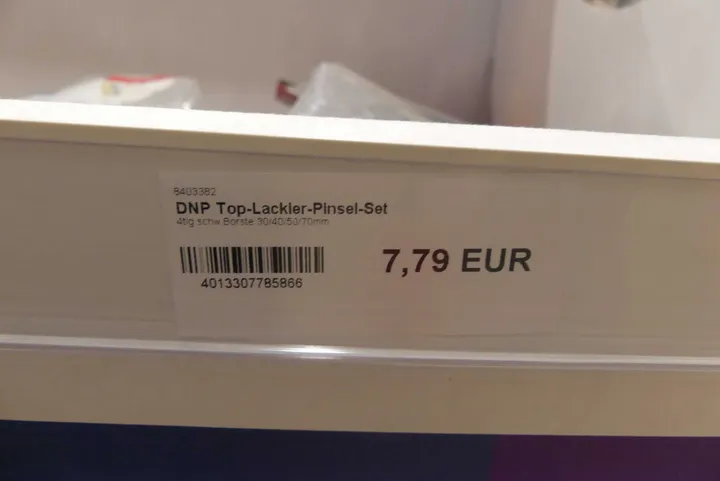 8403382
DNP Top-Lackier-Pinsel-Set
4tlg schw.Borste 30/40/50/70mm
4013307785866
7,79 EUR